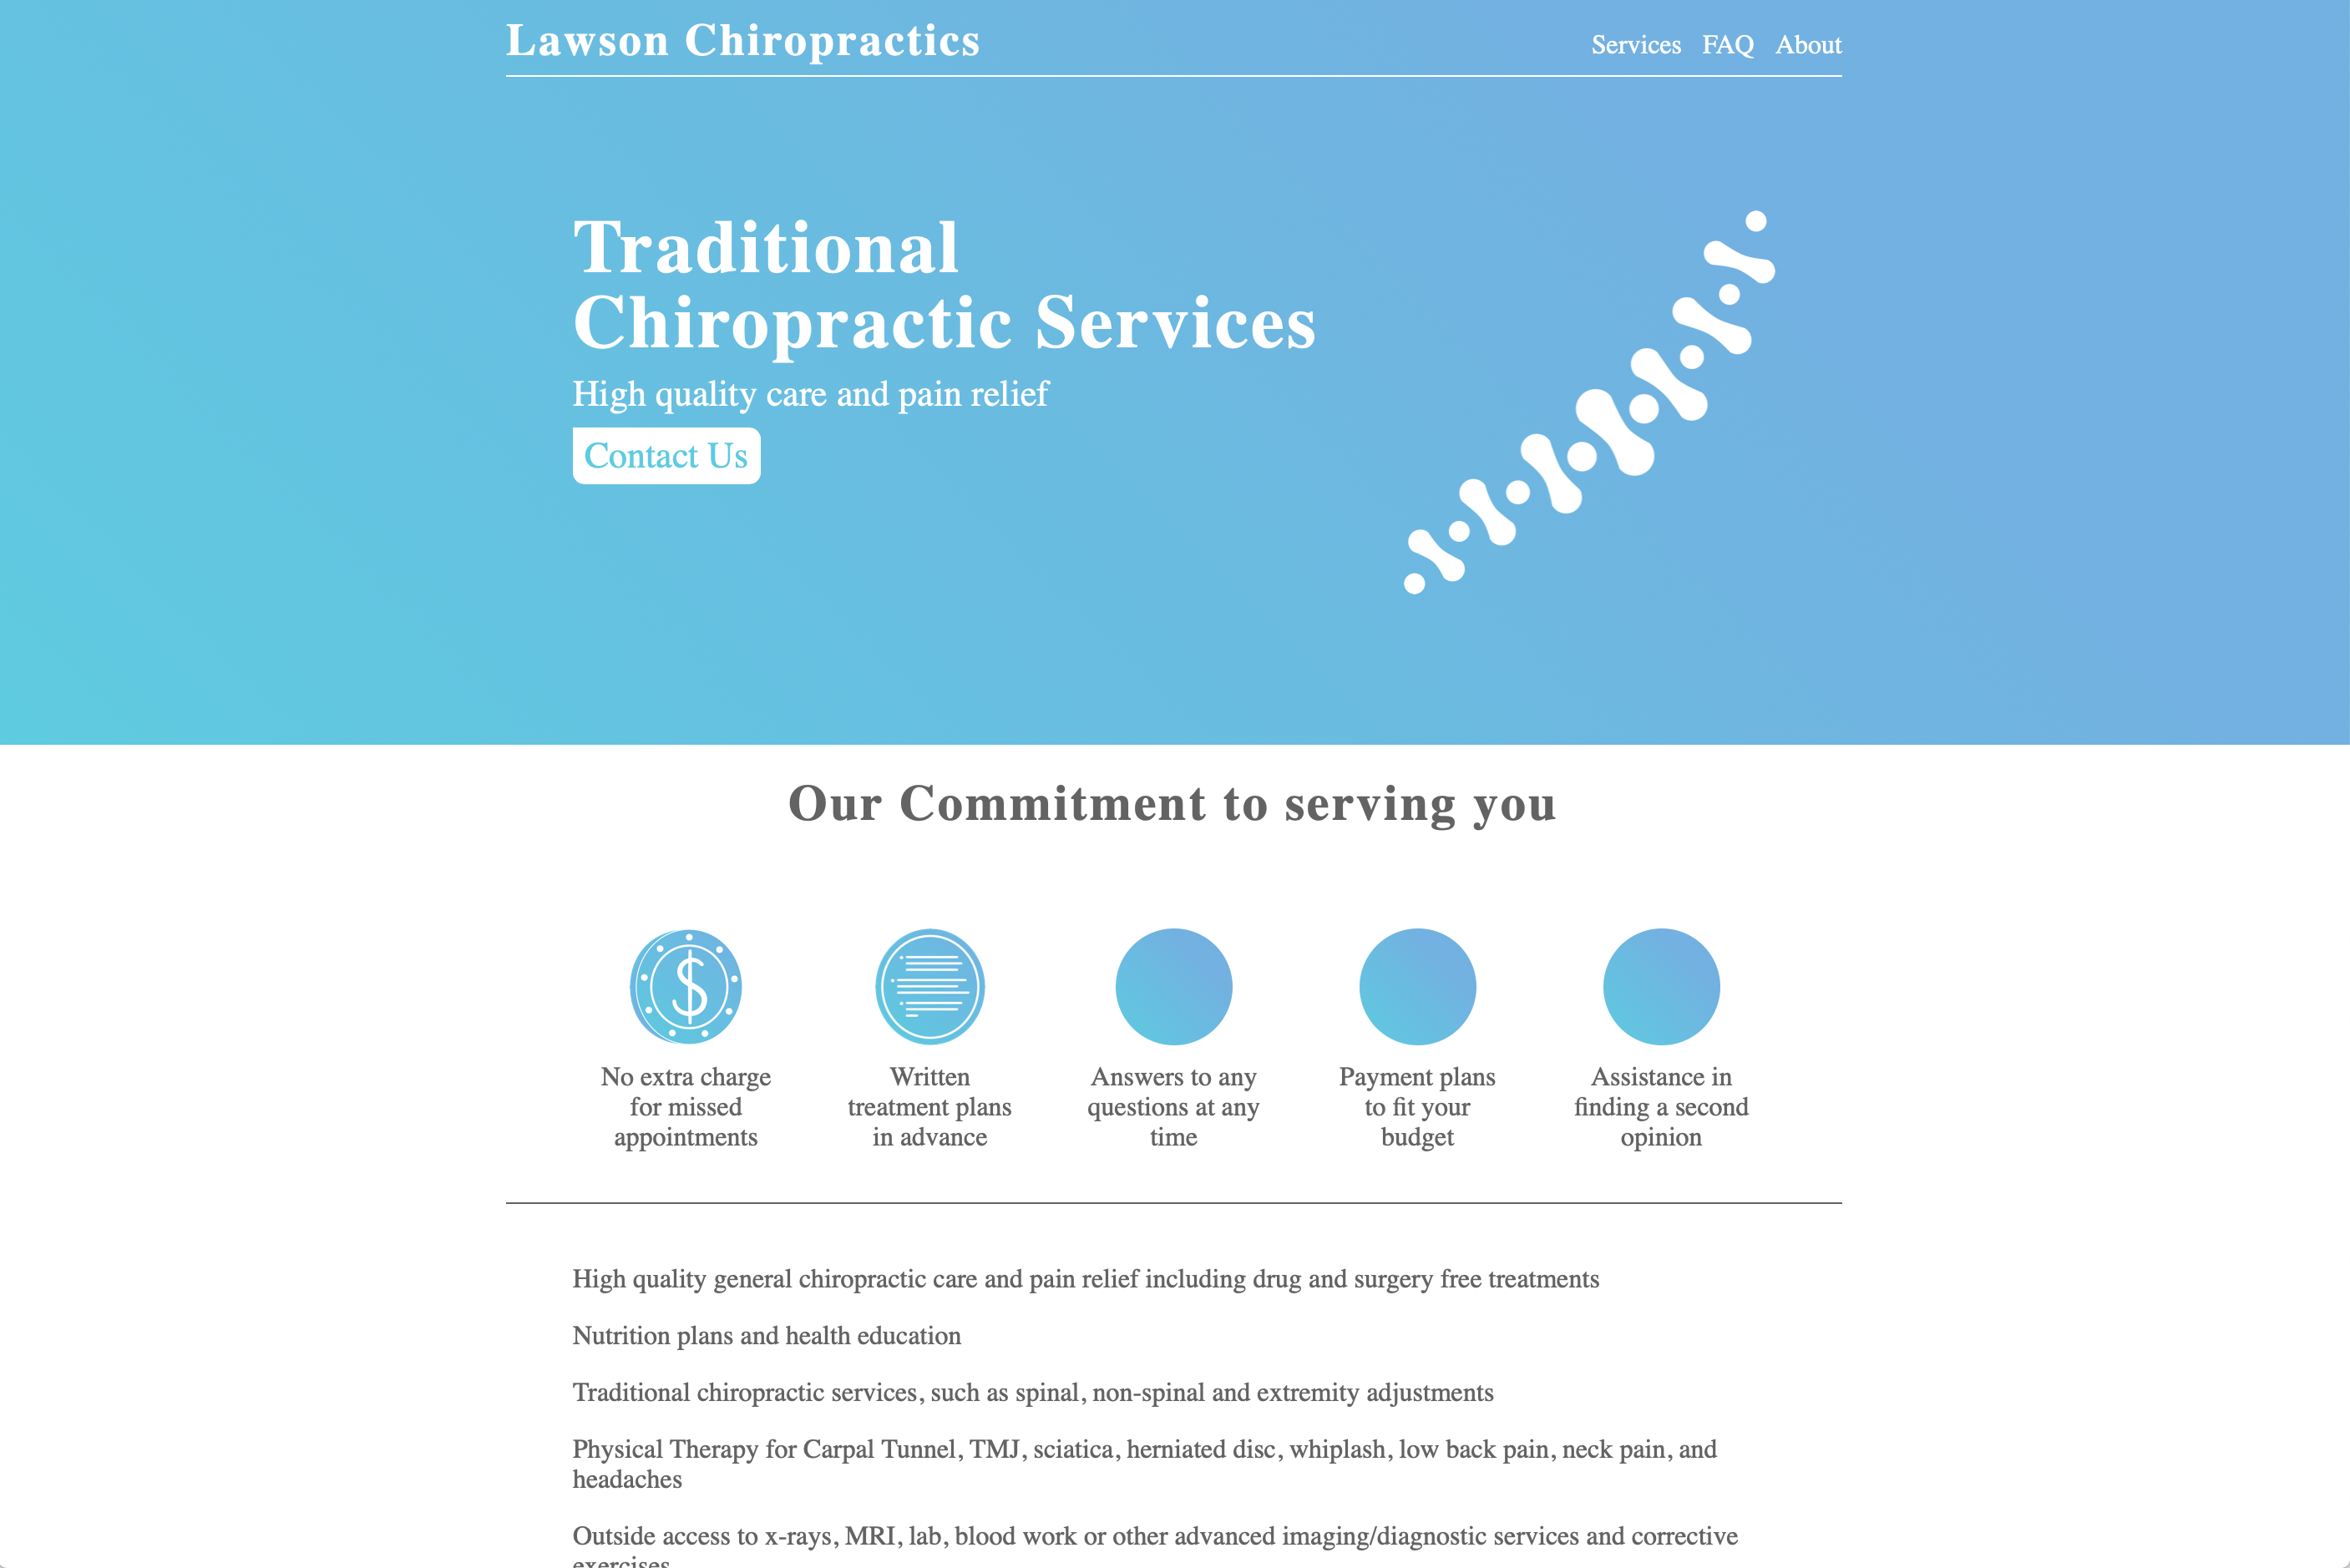 Lawson Chiropractics
Services FAQ About
Traditional
Chiropractic Services
High quality care and pain relief
Contact Us
Our Commitment to serving you
$
No extra charge
for missed
appointments
Written
treatment plans
in advance
Answers to any
questions at any
time
Payment plans
to fit your
budget
Assistance in
finding a second
opinion
High quality general chiropractic care and pain relief including drug and surgery free treatments
Nutrition plans and health education
Traditional chiropractic services, such as spinal, non-spinal and extremity adjustments
Physical Therapy for Carpal Tunnel, TMJ, sciatica, herniated disc, whiplash, low back pain, neck pain, and
headaches
Outside access to x-rays, MRI, lab, blood work or other advanced imaging/diagnostic services and corrective
exercises